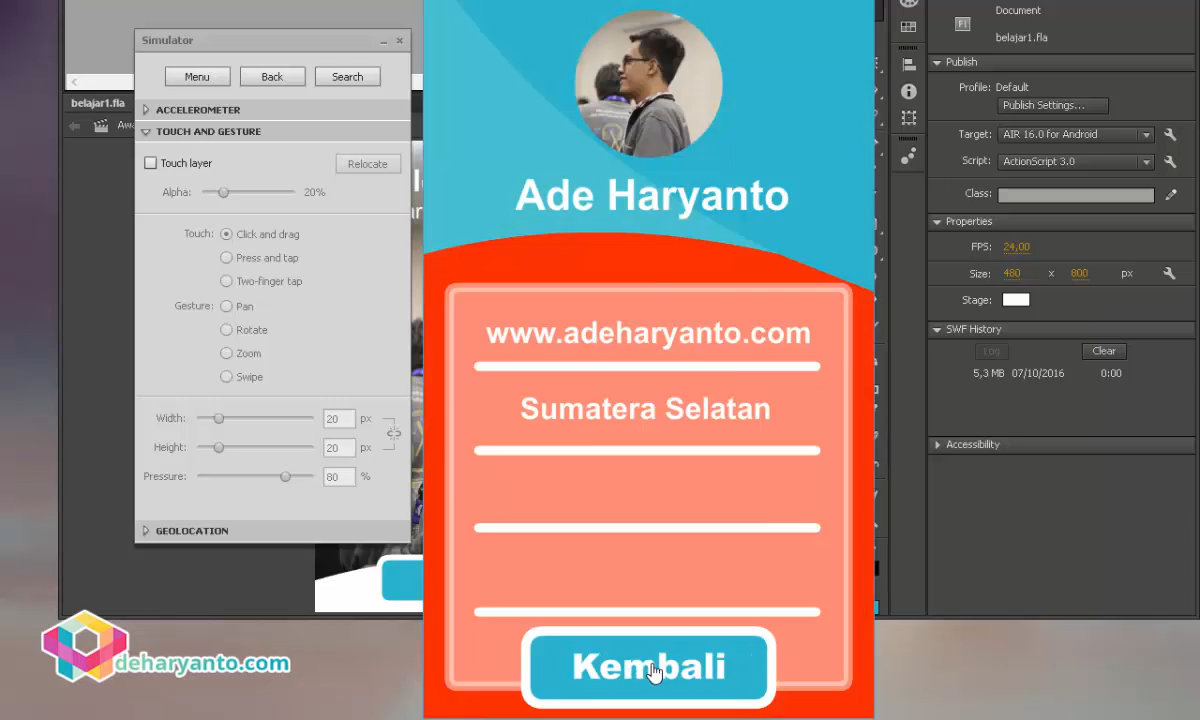 Simulator
Menu Back Search
ACCELEROMETER
belajar1.fla
TOUCH AND GESTURE
Touch layer Relocate
Alpha: 20%
Touch: Click and drag
Press and tap
Two-finger tap
Gesture: Pan
Rotate
Zoom
Swipe
Width: 20 px
Height: 20 px
Pressure: 80 %
GEOLOCATION
Ade Haryanto
www.adeharyanto.com
Sumatera Selatan
Kembali
Document
Fl belajar1.fla
Publish
Profile: Default
Publish Settings...
Target: AIR 16.0 for Android
Script: ActionScript 3.0
Class:
Properties
FPS: 24,00
Size: 480 x 800 px
Stage:
SWF History
Log Clear
5,3 MB 07/10/2016 0:00
Accessibility
deharyanto.com